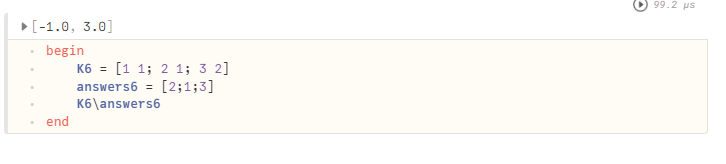 99.2 μs
[-1.0, 3.0]
begin
K6 = [1 1; 2 1; 3 2]
answers6 = [2;1;3]
K6\answers6
end